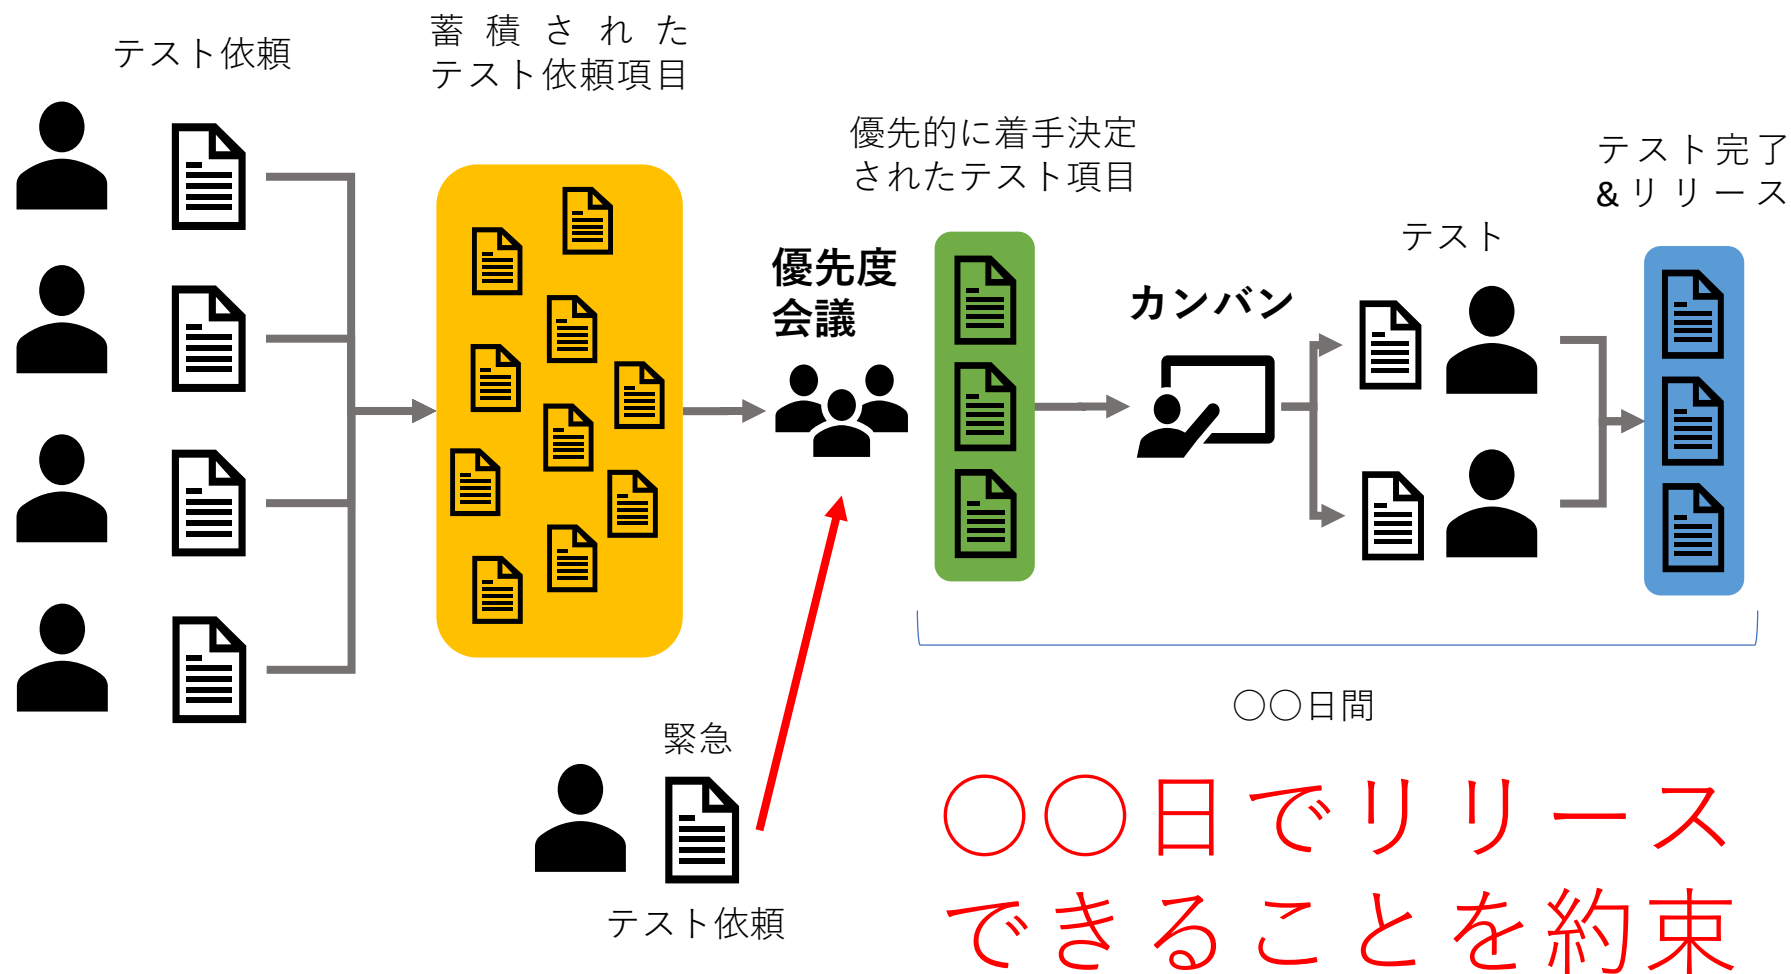 テスト依頼
蓄積された
テスト依頼項目
優先的に着手決定
されたテスト項目
テスト完了
&リリース
テスト
優先度
会議
カンバン
〇〇日間
緊急
テスト依頼
〇〇日でリリース
できることを約束